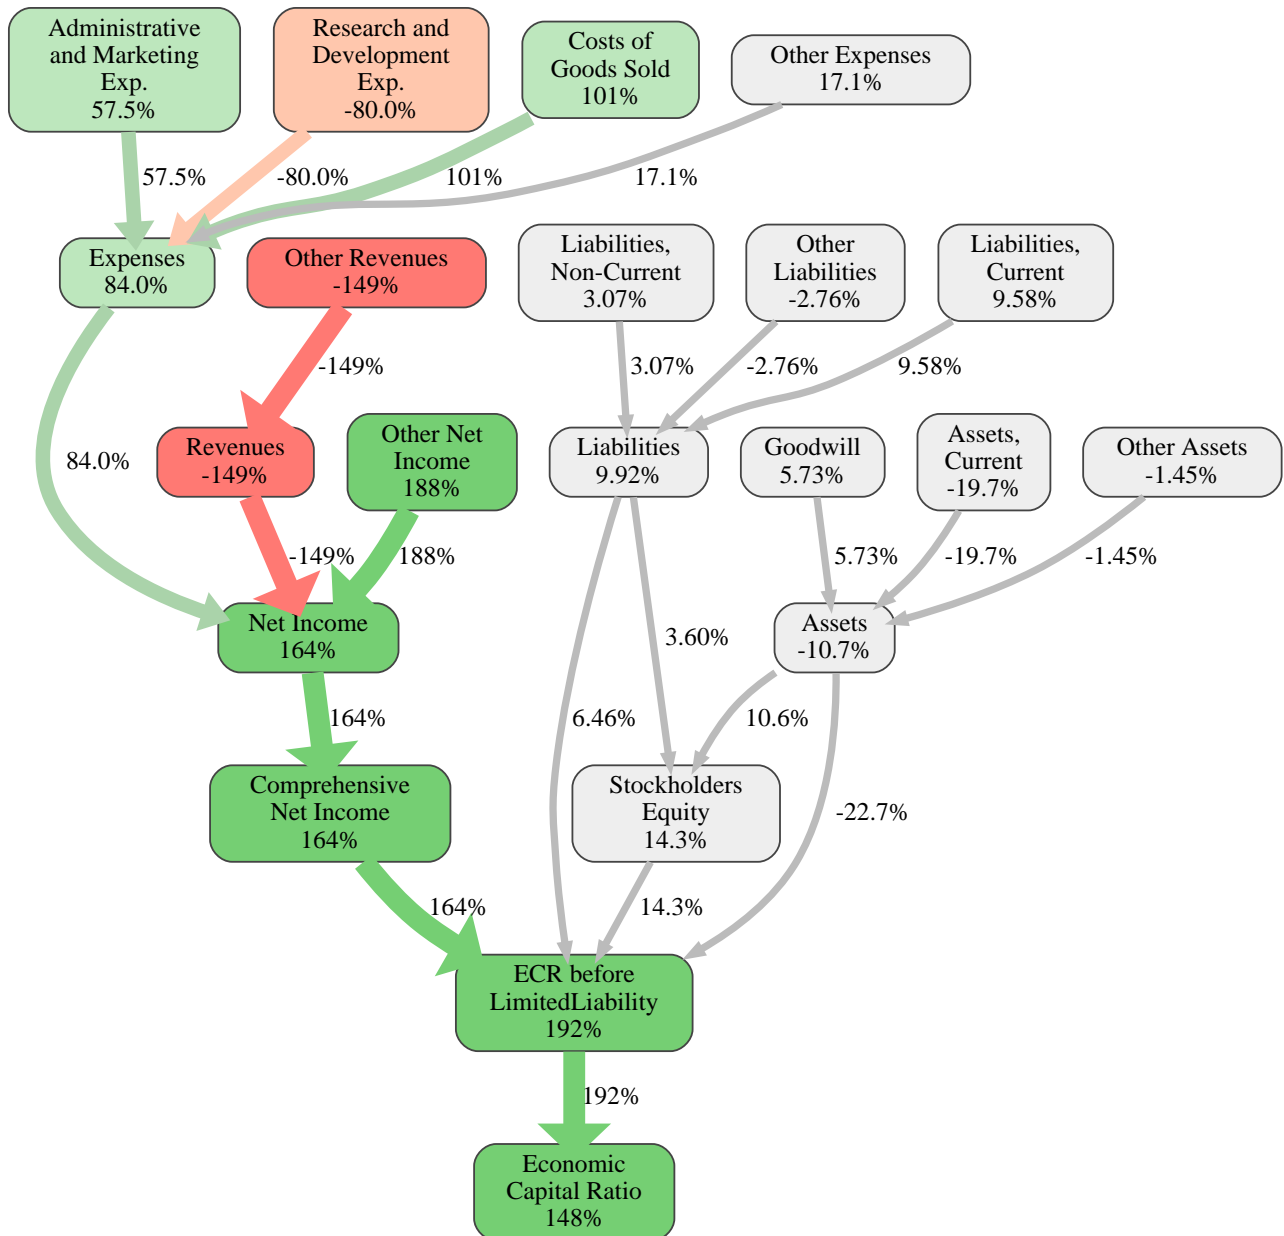 Administrative
and Marketing
Exp.
57.5%
Research and
Development
Exp.
-80.0%
Costs of
Goods Sold
101%
Other Expenses
17.1%
57.5%
-80.0%
101%
17.1%
Expenses
84.0%
Other Revenues
-149%
Liabilities,
Non-Current
3.07%
Other
Liabilities
-2.76%
Liabilities,
Current
9.58%
-149%
3.07%
-2.76%
9.58%
84.0%
Revenues
-149%
Other Net
Income
188%
Liabilities
9.92%
Goodwill
5.73%
Assets,
Current
-19.7%
Other Assets
-1.45%
-149%
188%
5.73%
-19.7%
-1.45%
Net Income
164%
3.60%
Assets
-10.7%
164%
6.46%
10.6%
Comprehensive
Net Income
164%
Stockholders
Equity
14.3%
-22.7%
164%
14.3%
ECR before
LimitedLiability
192%
192%
Economic
Capital Ratio
148%